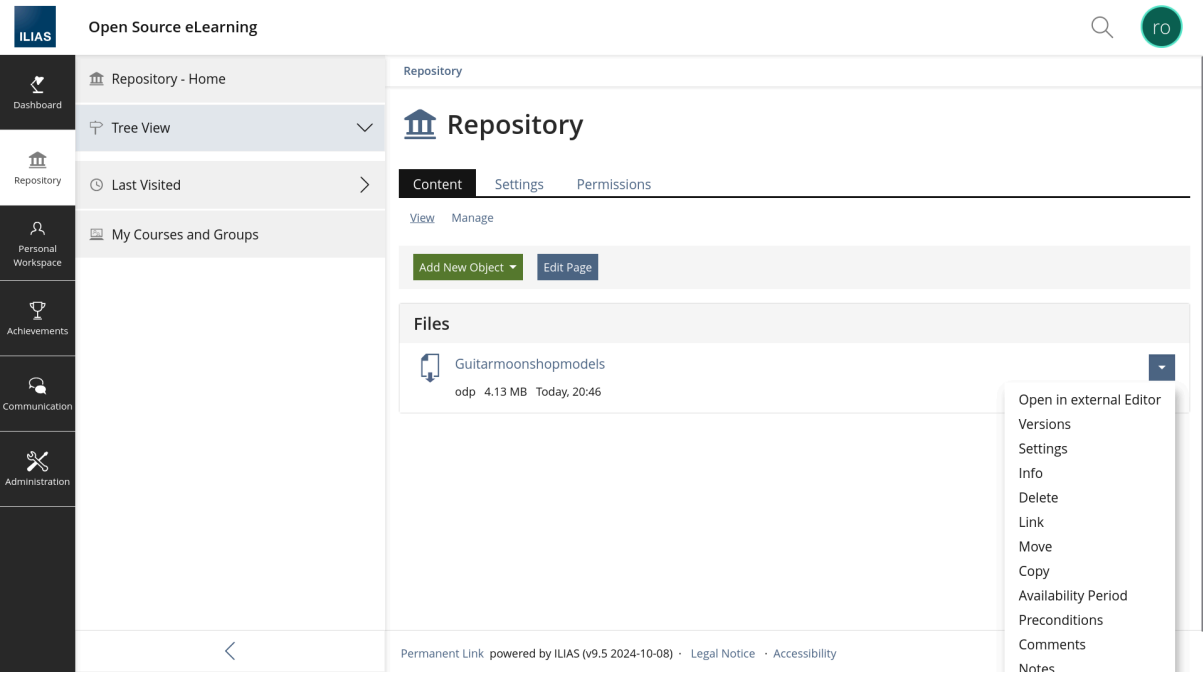 ILIAS
Open Source eLearning
ro
Dashboard
Repository
Personal
Workspace
Achievements
Communication
Administration
Repository - Home
Tree View
Last Visited
My Courses and Groups
Repository
Repository
Content Settings Permissions
View Manage
Add New Object Edit Page
Files
Guitarmoonshopmodels
odp 4.13 MB Today, 20:46
Open in external Editor
Versions
Settings
Info
Delete
Link
Move
Copy
Availability Period
Preconditions
Comments
Notes
Permanent Link powered by ILIAS (v9.5 2024-10-08) · Legal Notice · Accessibility